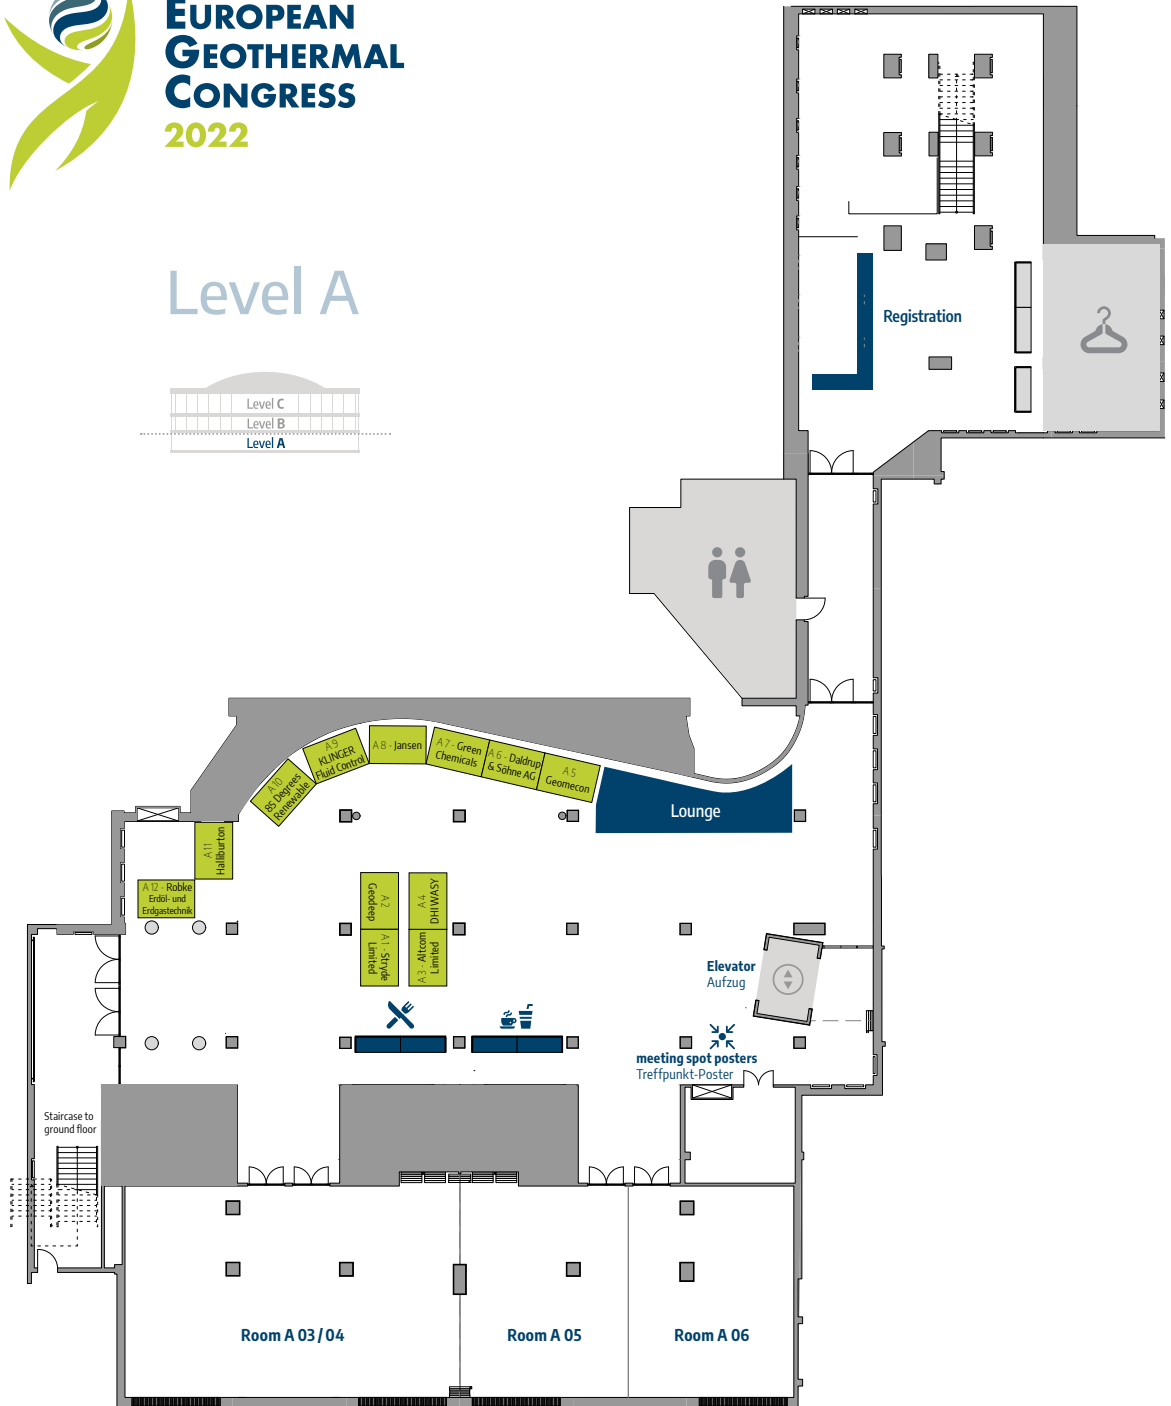 EUROPEAN
GEOTHERMAL
CONGRESS
2022
Level A
Level C
Level B
Level A
Registration
A 9
KLINGER
Fluid Control
A 8 - Jansen
A 7 - Green
Chemicals
A 6 - Daldrup
& Söhne AG
A 5
Geomecon
A 10
85 Degrees
Renewable
Lounge
A 11
Halliburton
A 12 - Robke
Erdöl- und
Erdgastechnik
A 2
Geodeep
A 4
DHI WASY
A 1 - Stryde
Limited
A 3 - Altcom
Limited
Elevator
Aufzug
meeting spot posters
Treffpunkt-Poster
Staircase to
ground floor
Room A 03 / 04
Room A 05
Room A 06